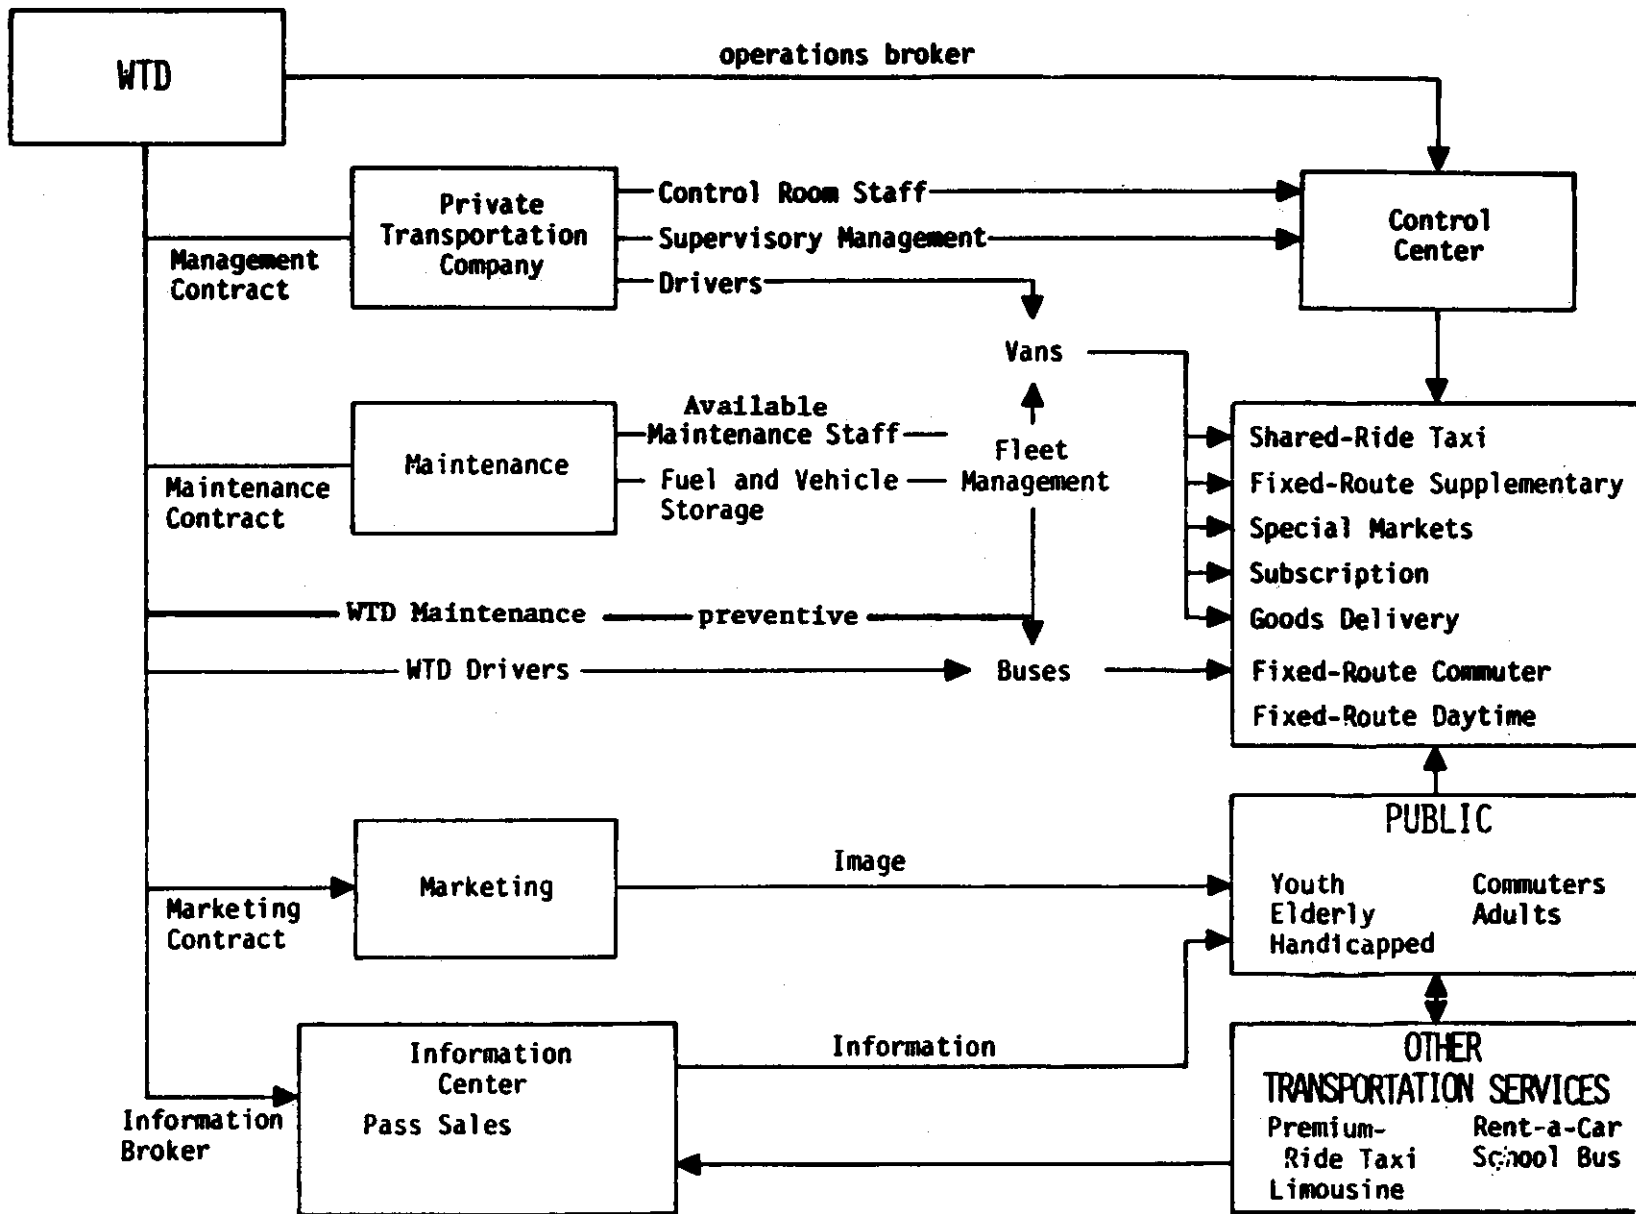 WTD
operations broker
Private
Transportation
Company
Control Room Staff
Supervisory Management
Drivers
Control
Center
Management
Contract
Vans
Maintenance
Available
Maintenance Staff
Fuel and Vehicle
Storage
Fleet
Management
Maintenance
Contract
Shared-Ride Taxi
Fixed-Route Supplementary
Special Markets
Subscription
Goods Delivery
Fixed-Route Commuter
Fixed-Route Daytime
WTD Maintenance preventive
WTD Drivers
Buses
Marketing
Marketing
Contract
Image
PUBLIC
Youth Commuters
Elderly Adults
Handicapped
Information
Center
Pass Sales
Information
Broker
Information
OTHER
TRANSPORTATION SERVICES
Premium- Rent-a-Car
Ride Taxi School Bus
Limousine